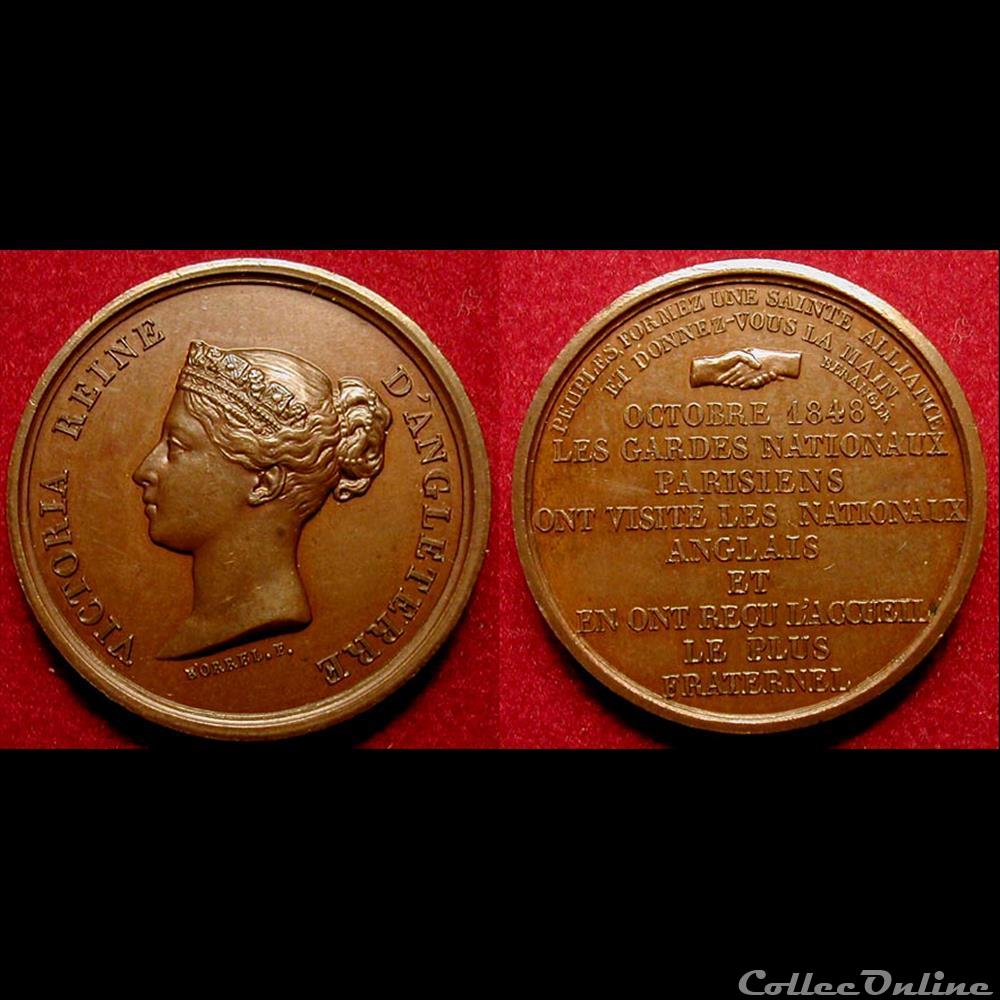 VICTORIA REINE D'ANGLETERRE
BORREL. F.
PEUPLES, FORMEZ UNE SAINTE ALLIANCE
ET DONNEZ-VOUS LA MAIN
BERANGER
OCTOBRE 1848
LES GARDES NATIONAUX
PARISIENS
ONT VISITÉ LES NATIONAUX
ANGLAIS
ET
EN ONT REÇU L'ACCUEIL
LE PLUS
FRATERNEL
CollecOnline